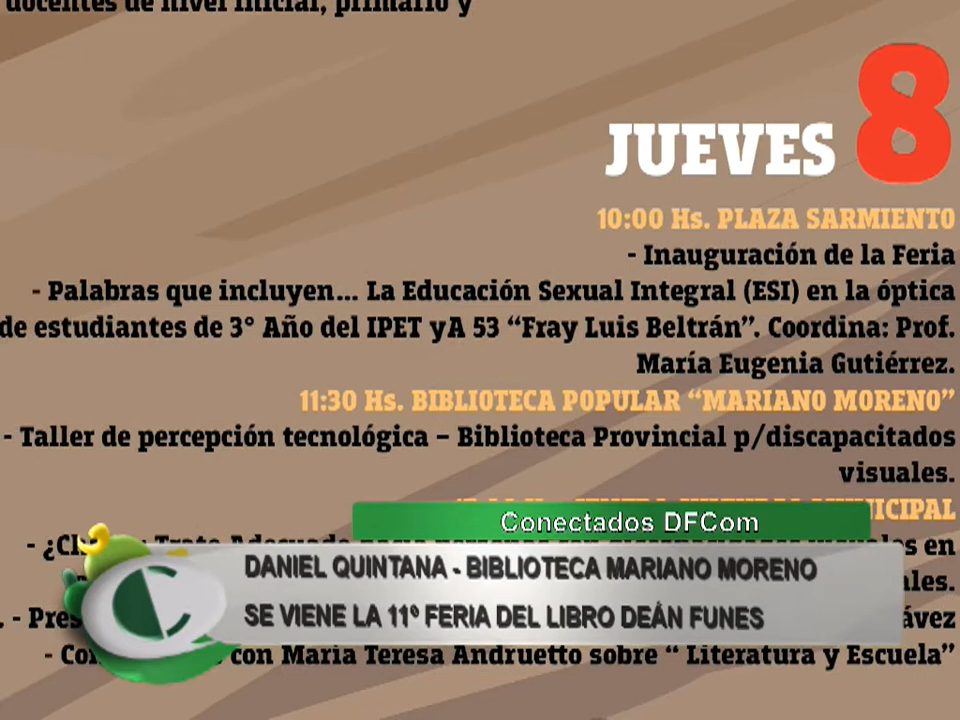 docentes de nivel inicial, primario y
JUEVES 8
10:00 Hs. PLAZA SARMIENTO
- Inauguración de la Feria
- Palabras que incluyen... La Educación Sexual Integral (ESI) en la óptica
de estudiantes de 3° Año del IPET yA 53 “Fray Luis Beltrán”. Coordina: Prof.
María Eugenia Gutiérrez.
11:30 Hs. BIBLIOTECA POPULAR “MARIANO MORENO”
- Taller de percepción tecnológica – Biblioteca Provincial p/discapacitados
visuales.
Conectados DFCom
en
DANIEL QUINTANA - BIBLIOTECA MARIANO MORENO
SE VIENE LA 11º FERIA DEL LIBRO DEÁN FUNES
con María Teresa Andruetto sobre “ Literatura y Escuela”